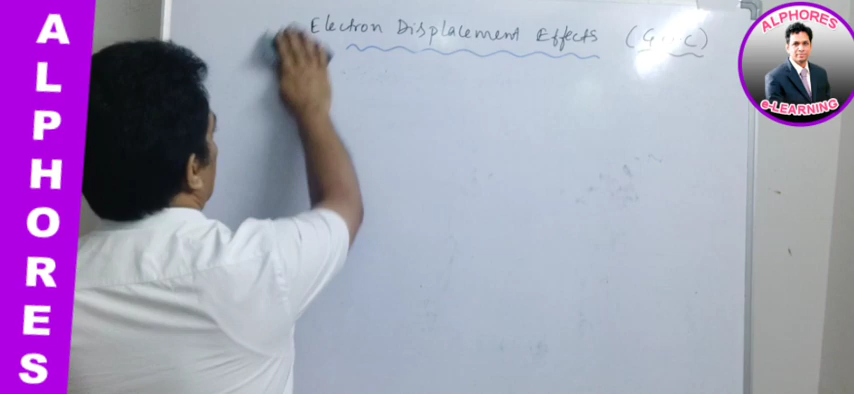 ALPHORES
Electron Displacement Effects (G.O.C)
ALPHORES
e-LEARNING